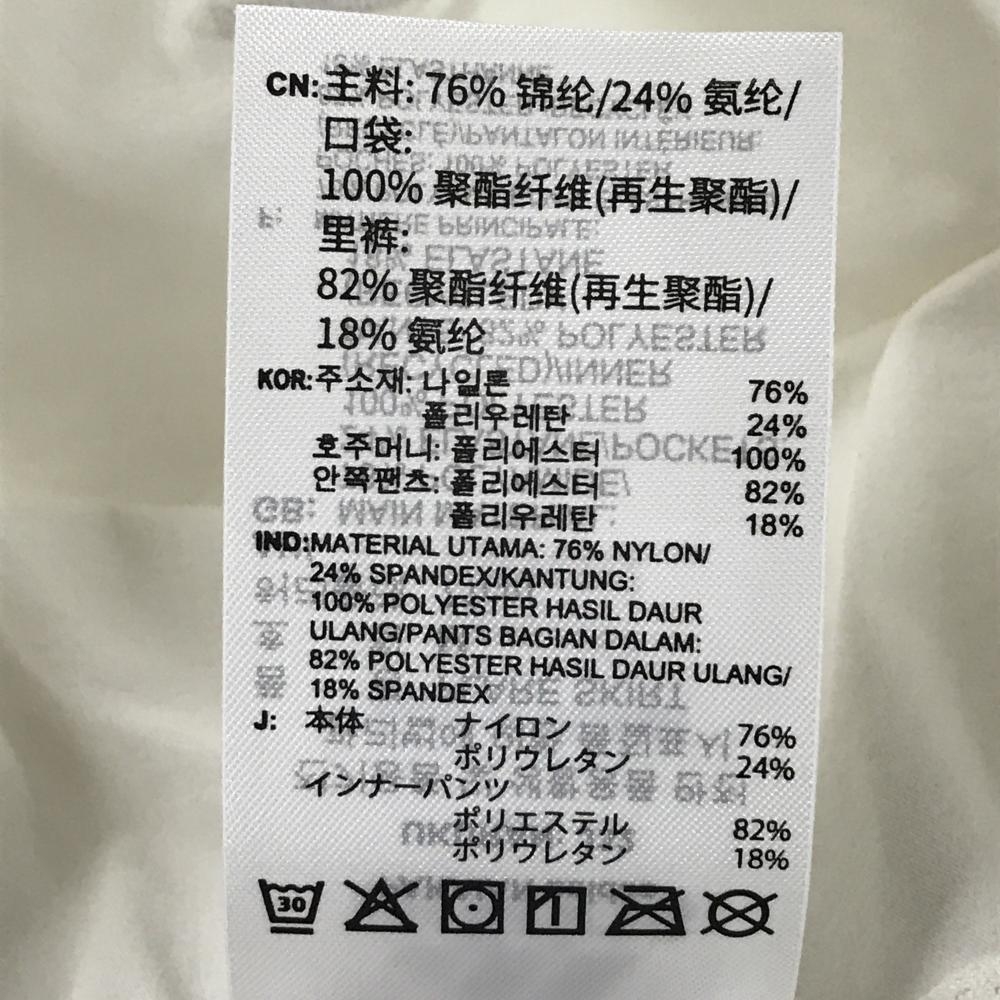 CN:主料: 76% 锦纶/24% 氨纶/
口袋:
100% 聚酯纤维(再生聚酯)/
里裤:
82% 聚酯纤维(再生聚酯)/
18% 氨纶
KOR:주소재: 나일론 76%
폴리우레탄 24%
호주머니: 폴리에스터 100%
안쪽팬츠: 폴리에스터 82%
폴리우레탄 18%
IND:MATERIAL UTAMA: 76% NYLON/
24% SPANDEX/KANTUNG:
100% POLYESTER HASIL DAUR
ULANG/PANTS BAGIAN DALAM:
82% POLYESTER HASIL DAUR ULANG/
18% SPANDEX
J: 本体 ナイロン 76%
ポリウレタン 24%
インナーパンツ
ポリエステル 82%
ポリウレタン 18%
30